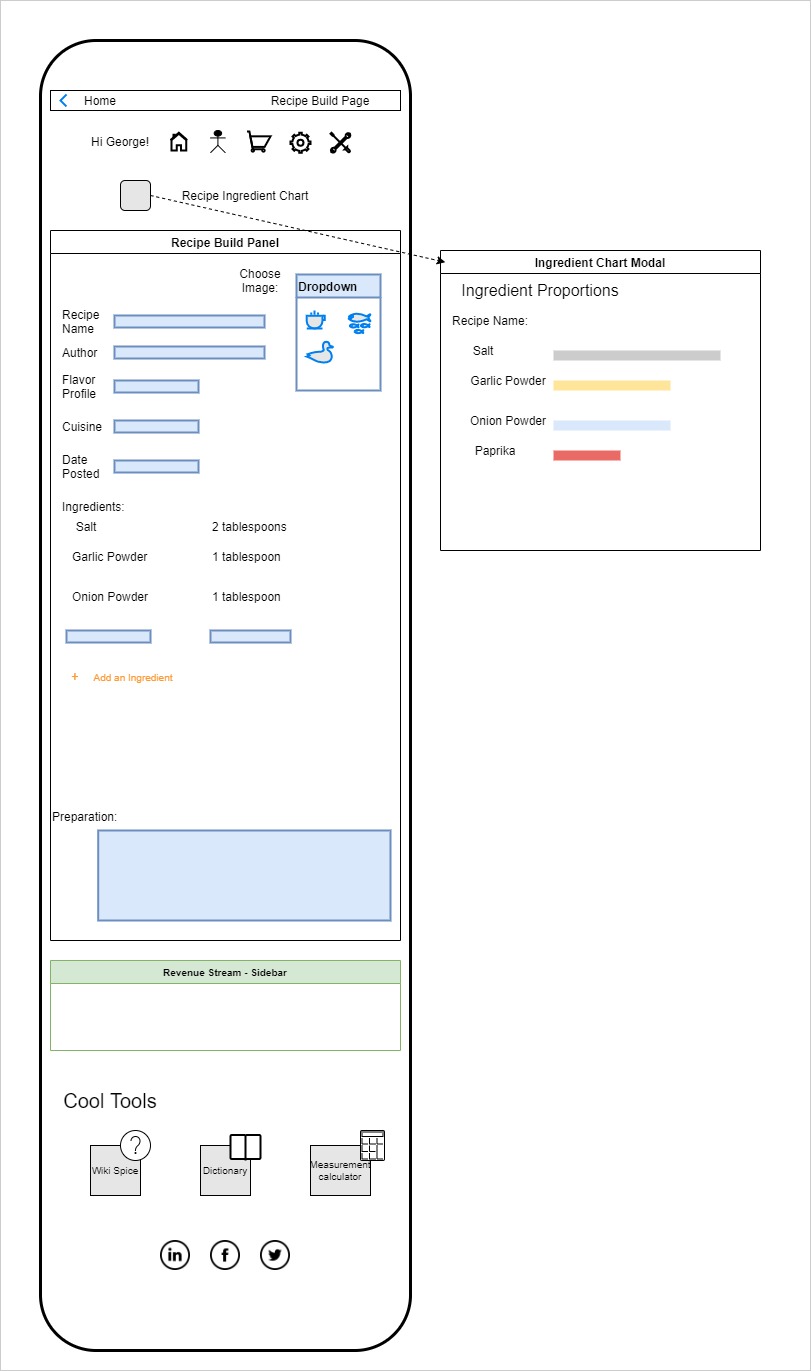 Home
Recipe Build Page
Hi George!
Recipe Ingredient Chart
Recipe Build Panel
Choose
Image:
Dropdown
Recipe
Name
Author
Flavor
Profile
Cuisine
Date
Posted
Ingredients:
Salt
2 tablespoons
Garlic Powder
1 tablespoon
Onion Powder
1 tablespoon
+ Add an Ingredient
Preparation:
Revenue Stream - Sidebar
Cool Tools
?
Wiki Spice
Dictionary
Measurement
calculator
in
f
Ingredient Chart Modal
Ingredient Proportions
Recipe Name:
Salt
Garlic Powder
Onion Powder
Paprika